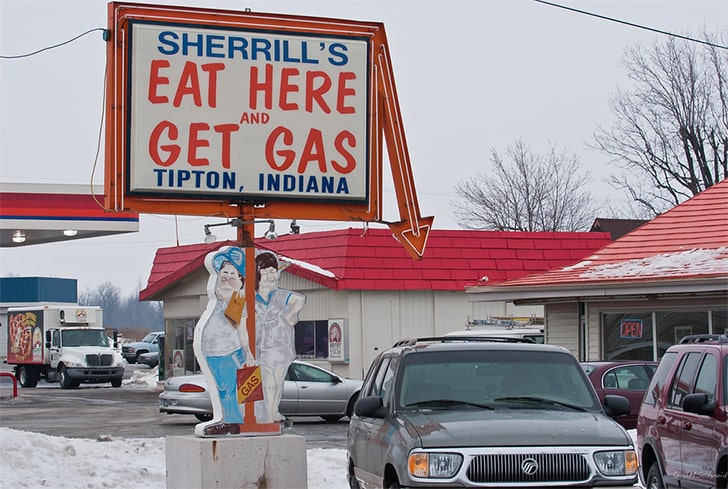 SHERRILL'S
EAT HERE
AND
GET GAS
TIPTON, INDIANA
GAS
OPEN